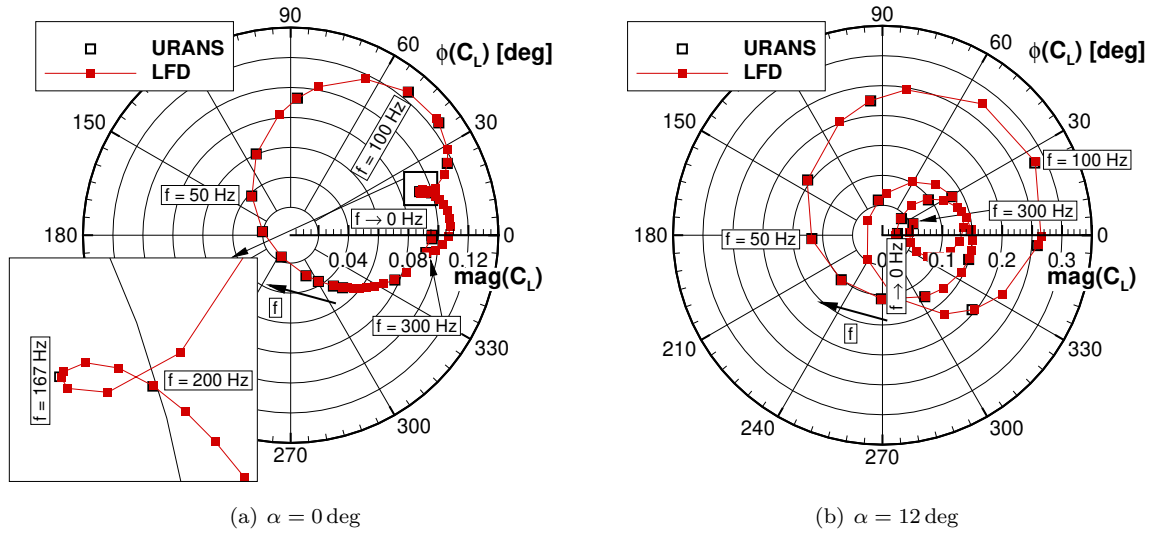 90
URANS
LFD
ϕ(C_L) [deg]
60
30
150
f = 100 Hz
f = 50 Hz
f → 0 Hz
180
0
0.04
0.08
0.12
mag(C_L)
f
f = 300 Hz
330
f = 167 Hz
f = 200 Hz
300
270
(a) α = 0 deg
90
URANS
LFD
ϕ(C_L) [deg]
60
150
30
f = 100 Hz
f = 300 Hz
180
f = 50 Hz
0
0
0.1
0.2
0.3
mag(C_L)
f → 0 Hz
f
210
330
240
300
270
(b) α = 12 deg